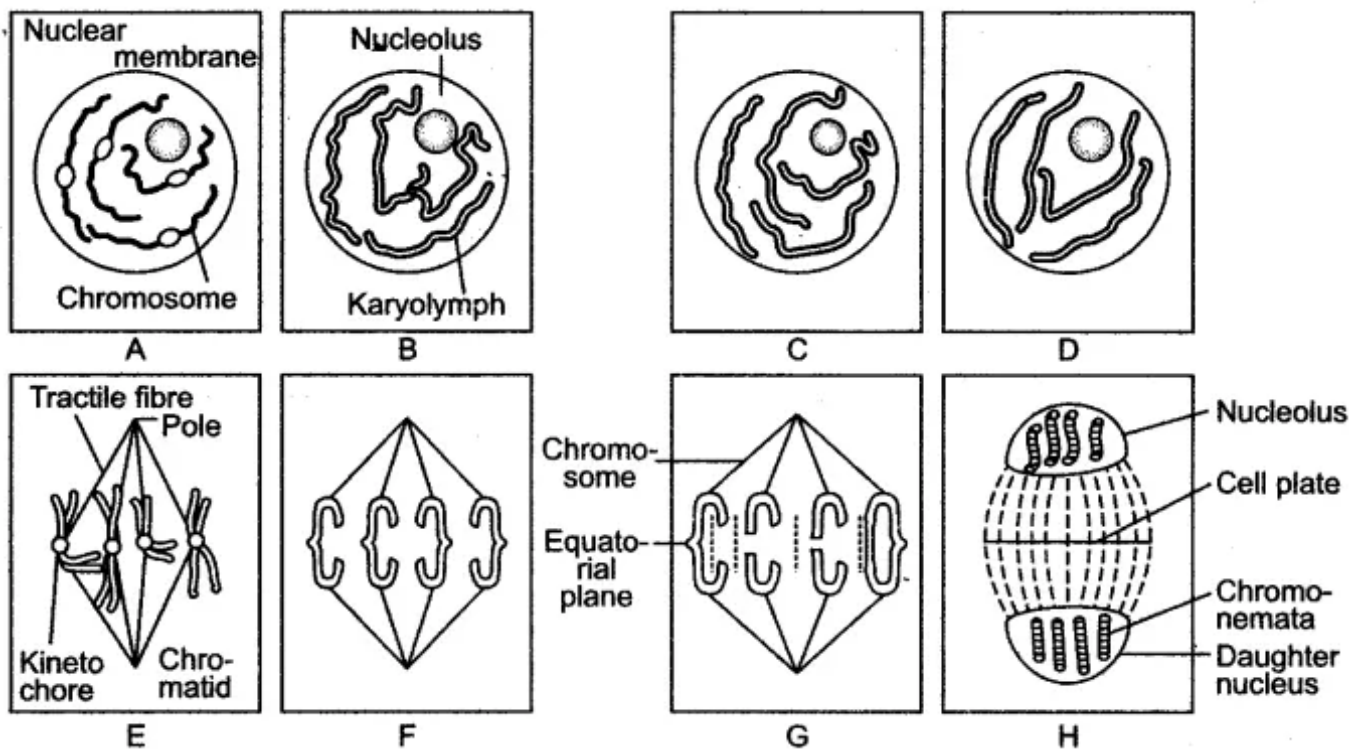 Nuclear
membrane
Nucleolus
Chromosome
Karyolymph
A
B
C
D
Tractile fibre
Pole
Kineto
chore
Chro-
matid
Chromo-
some
Equato-
rial
plane
Nucleolus
Cell plate
Chromo-
nemata
Daughter
nucleus
E
F
G
H